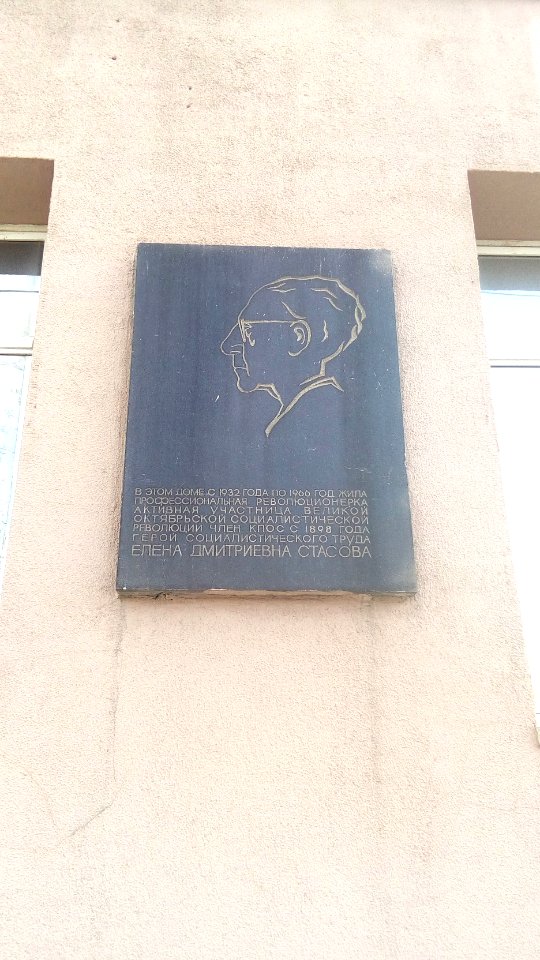 В ЭТОМ ДОМЕ С 1932 ГОДА ПО 1966 ГОД ЖИЛА
ПРОФЕССИОНАЛЬНАЯ РЕВОЛЮЦИОНЕРКА
АКТИВНАЯ УЧАСТНИЦА ВЕЛИКОЙ
ОКТЯБРЬСКОЙ СОЦИАЛИСТИЧЕСКОЙ
РЕВОЛЮЦИИ ЧЛЕН КПСС С 1898 ГОДА
ГЕРОЙ СОЦИАЛИСТИЧЕСКОГО ТРУДА
ЕЛЕНА ДМИТРИЕВНА СТАСОВА